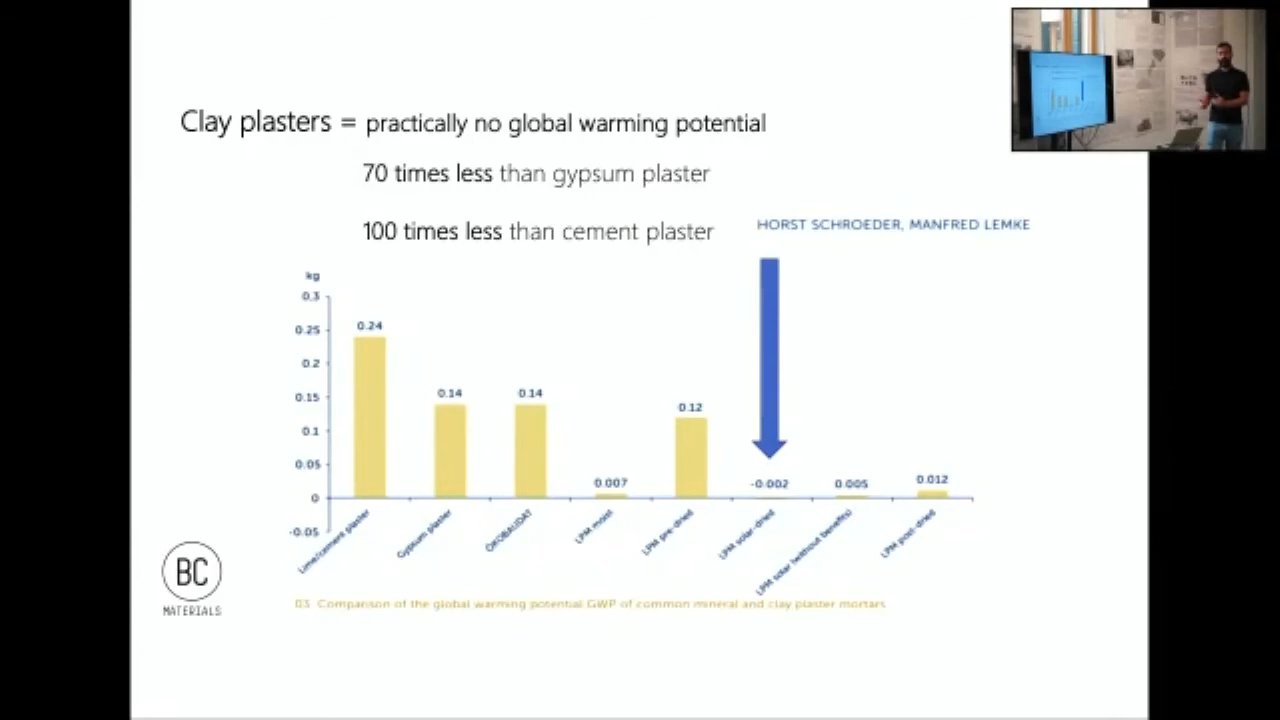 Clay plasters = practically no global warming potential
70 times less than gypsum plaster
100 times less than cement plaster
HORST SCHROEDER, MANFRED LEMKE
kg
0.3
0.25
0.2
0.15
0.1
0.05
0
-0.05
0.24
0.14
0.14
0.007
0.12
-0.002
0.005
0.012
Lime/cement plaster
Gypsum plaster
ÖKOBAUDAT
LPM moist
LPM pre-dried
LPM solar-dried
LPM solar (without benefits)
LPM post-dried
BC
MATERIALS
03 Comparison of the global warming potential GWP of common mineral and clay plaster mortars